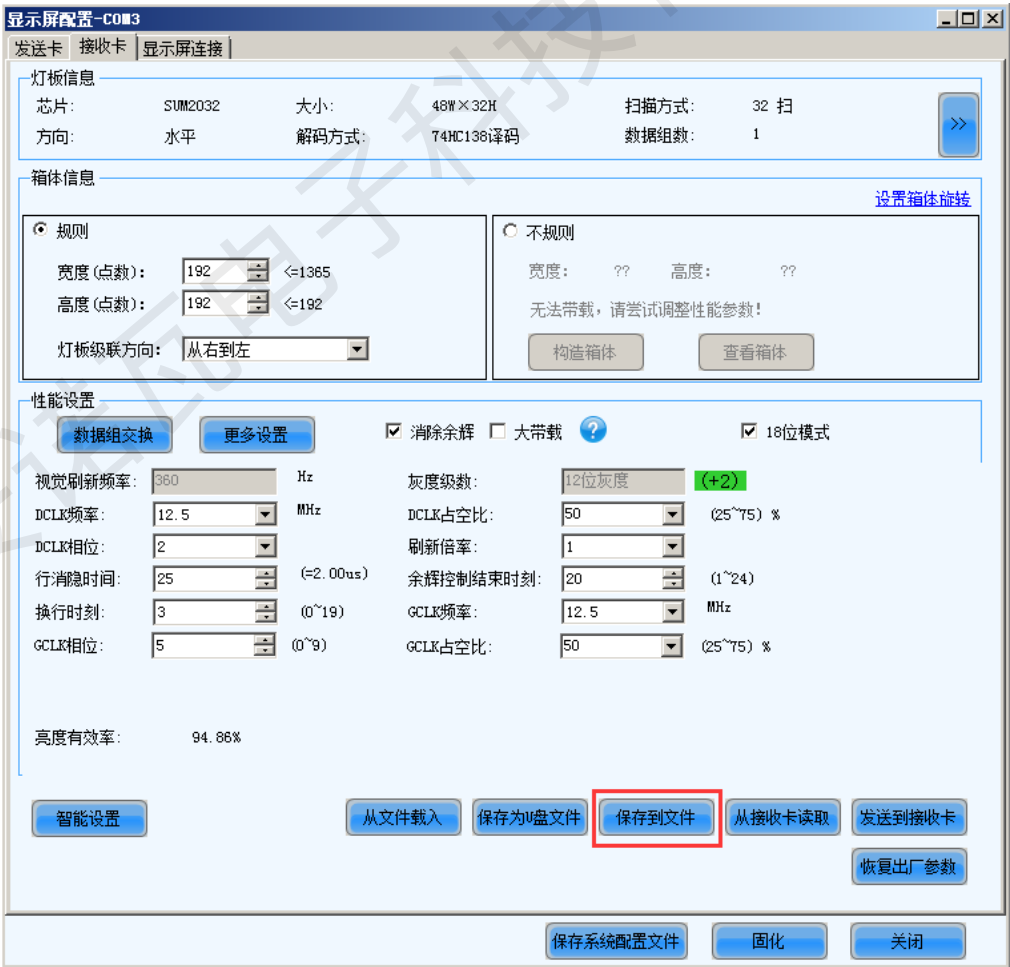 显示屏配置-COM3
发送卡 接收卡 显示屏连接
灯板信息
芯片: SUM2032 大小: 48W×32H 扫描方式: 32 扫
方向: 水平 解码方式: 74HC138译码 数据组数: 1
>>
箱体信息
设置箱体旋转
规则 不规则
宽度(点数): 192 <=1365 宽度: ?? 高度: ??
高度(点数): 192 <=192 无法带载，请尝试调整性能参数!
灯板级联方向: 从右到左 构造箱体 查看箱体
性能设置
数据组交换 更多设置 消除余辉 大带载 ? 18位模式
视觉刷新频率: 360 Hz 灰度级数: 12位灰度 (+2)
DCLK频率: 12.5 MHz DCLK占空比: 50 (25~75) %
DCLK相位: 2 刷新倍率: 1
行消隐时间: 25 (=2.00us) 余辉控制结束时刻: 20 (1~24)
换行时刻: 3 (0~19) GCLK频率: 12.5 MHz
GCLK相位: 5 (0~9) GCLK占空比: 50 (25~75) %
亮度有效率: 94.86%
智能设置 从文件载入 保存为U盘文件 保存到文件 从接收卡读取 发送到接收卡
恢复出厂参数
保存系统配置文件 固化 关闭
诺瓦电子科技